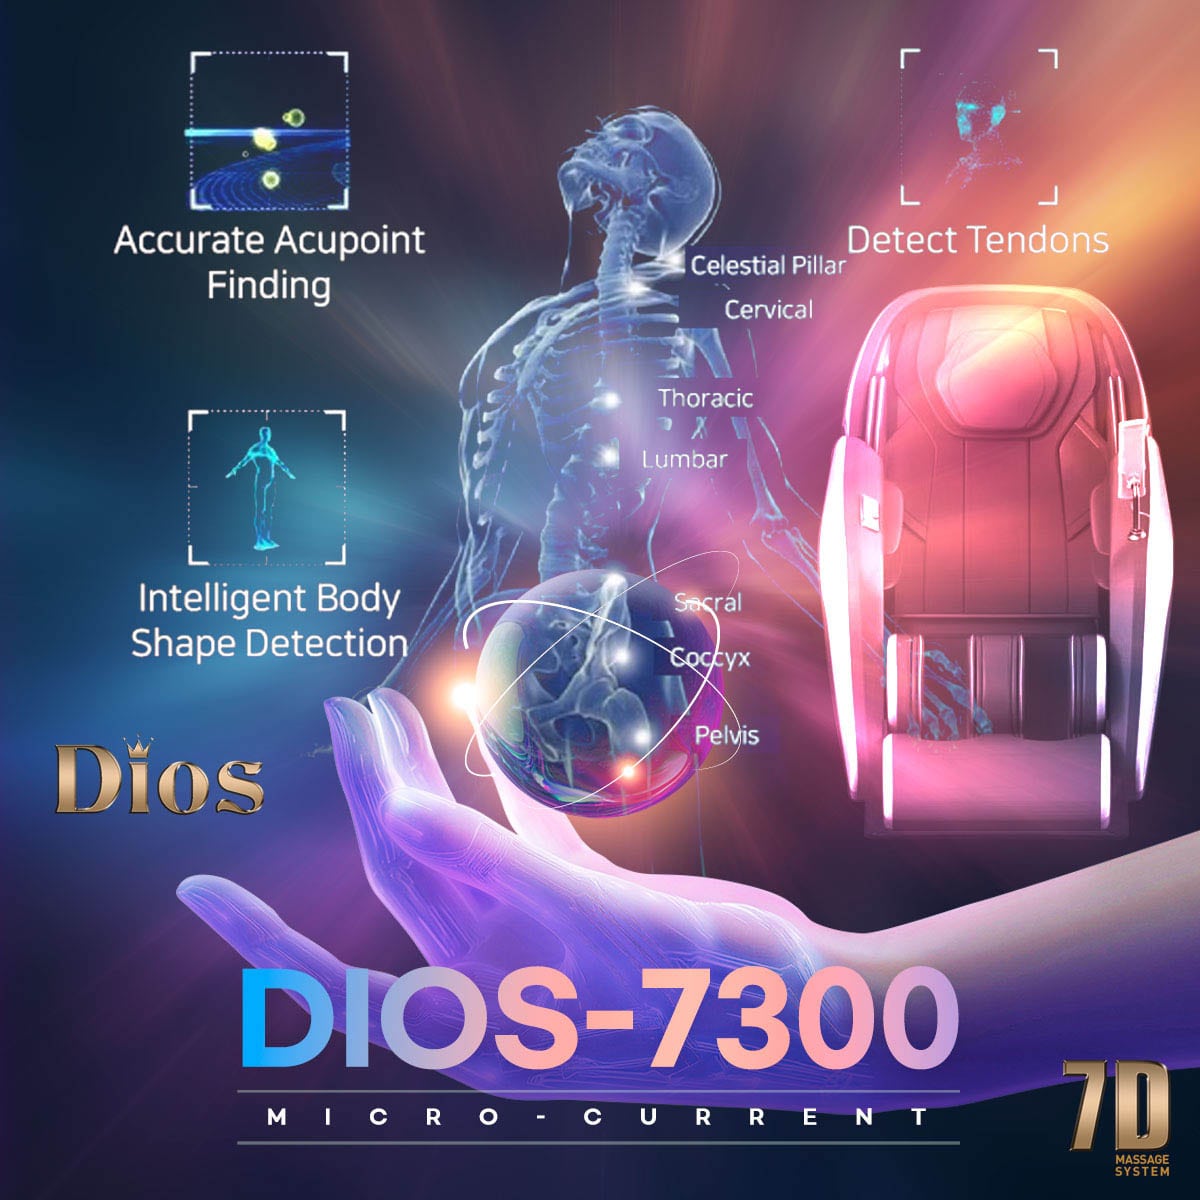 Accurate Acupoint
Finding
Detect Tendons
Celestial Pillar
Cervical
Thoracic
Lumbar
Intelligent Body
Shape Detection
Sacral
Coccyx
Pelvis
Dios
DIOS-7300
MICRO-CURRENT
7D
MASSAGE
SYSTEM